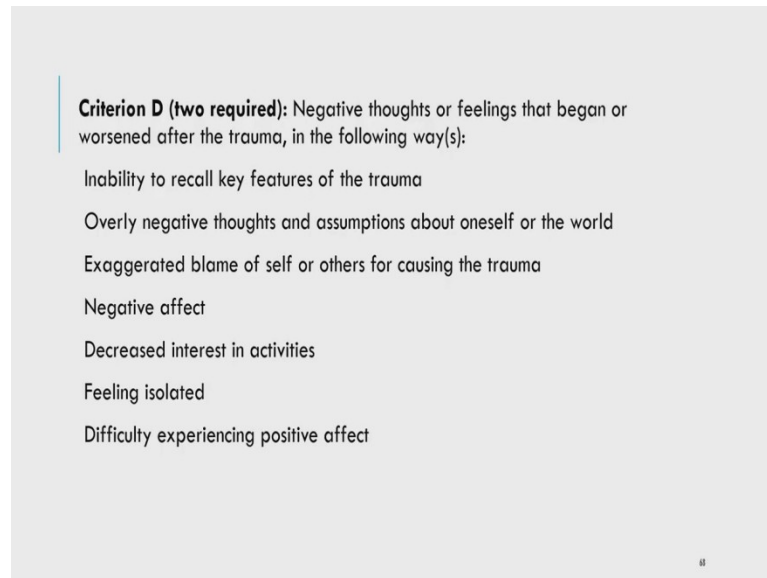 Criterion D (two required): Negative thoughts or feelings that began or
worsened after the trauma, in the following way(s):
Inability to recall key features of the trauma
Overly negative thoughts and assumptions about oneself or the world
Exaggerated blame of self or others for causing the trauma
Negative affect
Decreased interest in activities
Feeling isolated
Difficulty experiencing positive affect
68